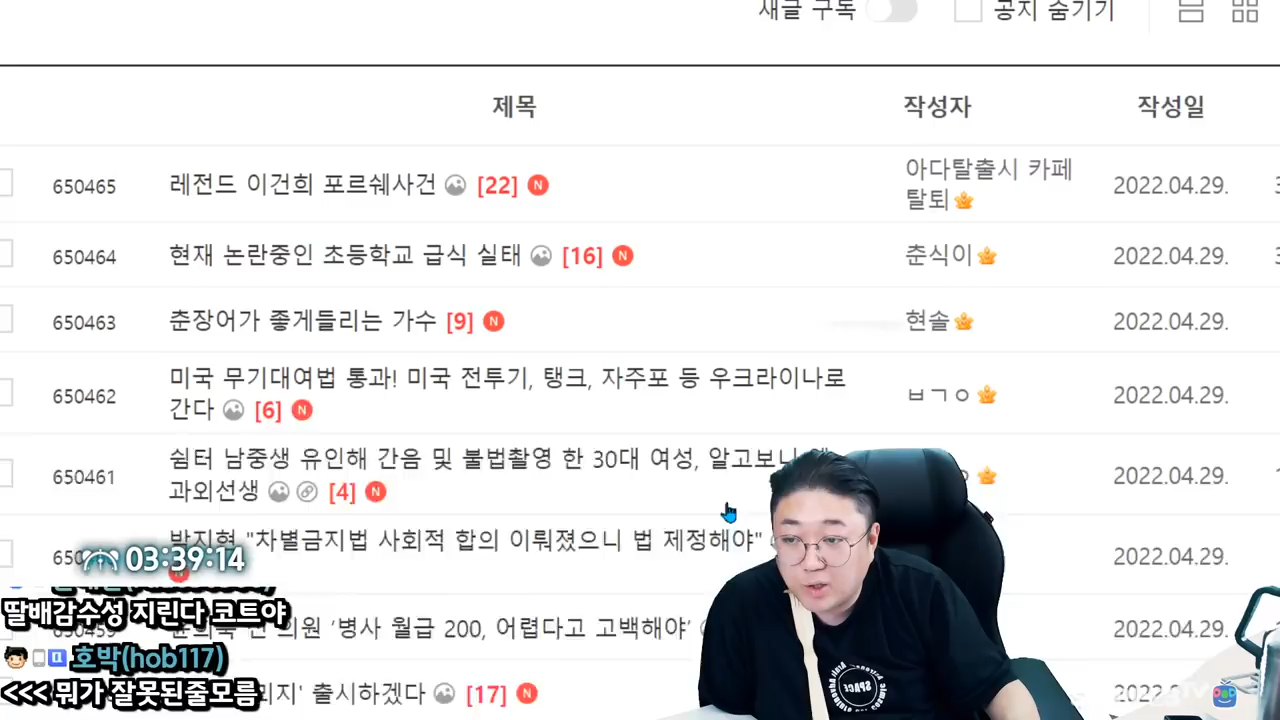 새글 구독 공지 숨기기
제목 작성자 작성일
650465 레전드 이건희 포르쉐사건 [22] N 아다탈출시 카페 2022.04.29.
탈퇴
650464 현재 논란중인 초등학교 급식 실태 [16] N 춘식이 2022.04.29.
650463 춘장어가 좋게들리는 가수 [9] N 현솔 2022.04.29.
650462 미국 무기대여법 통과! 미국 전투기, 탱크, 자주포 등 우크라이나로 ㅂㄱㅇ 2022.04.29.
간다 [6] N
650461 쉼터 남중생 유인해 간음 및 불법촬영 한 30대 여성, 알고보니 2022.04.29.
과외선생 [4] N
박지현 "차별금지법 사회적 합의 이뤄졌으니 법 제정해야" 2022.04.29.
03:39:14
딸배감수성 지린다 코트야
의원 '병사 월급 200, 어렵다고 고백해야' 2022.04.29.
호박(hob117)
<<< 뭐가 잘못된줄모름
출시하겠다 [17] N
SPACE